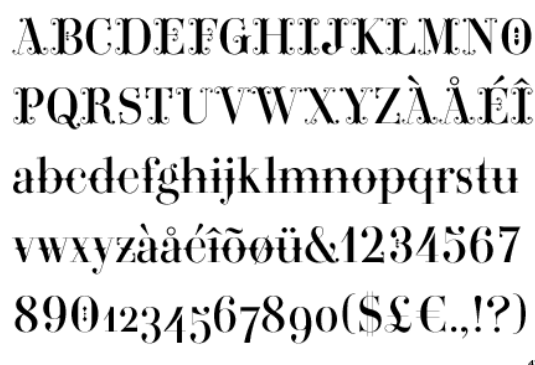 ABCDEFGHIJKLMNO
PQRSTUVWXYZÀÅÉÎ
abcdefghijklmnopqrstu
vwxyzàåéîõøü&1234567
8901234567890($£€.,!?)